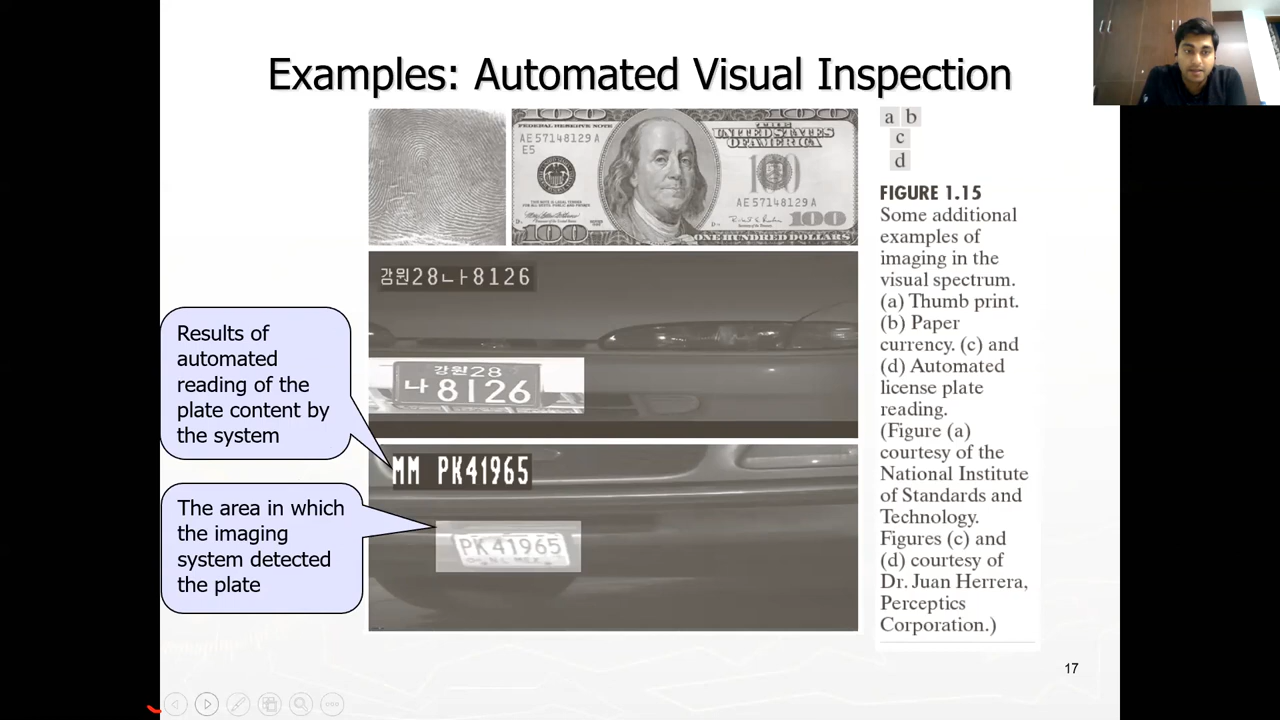 Examples: Automated Visual Inspection
a b
c
d
FEDERAL RESERVE NOTE
AE 57148129 A
E5
THE
UNITED STATES
OF AMERICA
100
AE 57148129 A
100
100
ONE HUNDRED DOLLARS
감원28ㄴㅏ8126
강원28
나 8126
MM PK41965
PK41965
Results of
automated
reading of the
plate content by
the system
The area in which
the imaging
system detected
the plate
FIGURE 1.15
Some additional
examples of
imaging in the
visual spectrum.
(a) Thumb print.
(b) Paper
currency. (c) and
(d) Automated
license plate
reading.
(Figure (a)
courtesy of the
National Institute
of Standards and
Technology.
Figures (c) and
(d) courtesy of
Dr. Juan Herrera,
Perceptics
Corporation.)
17